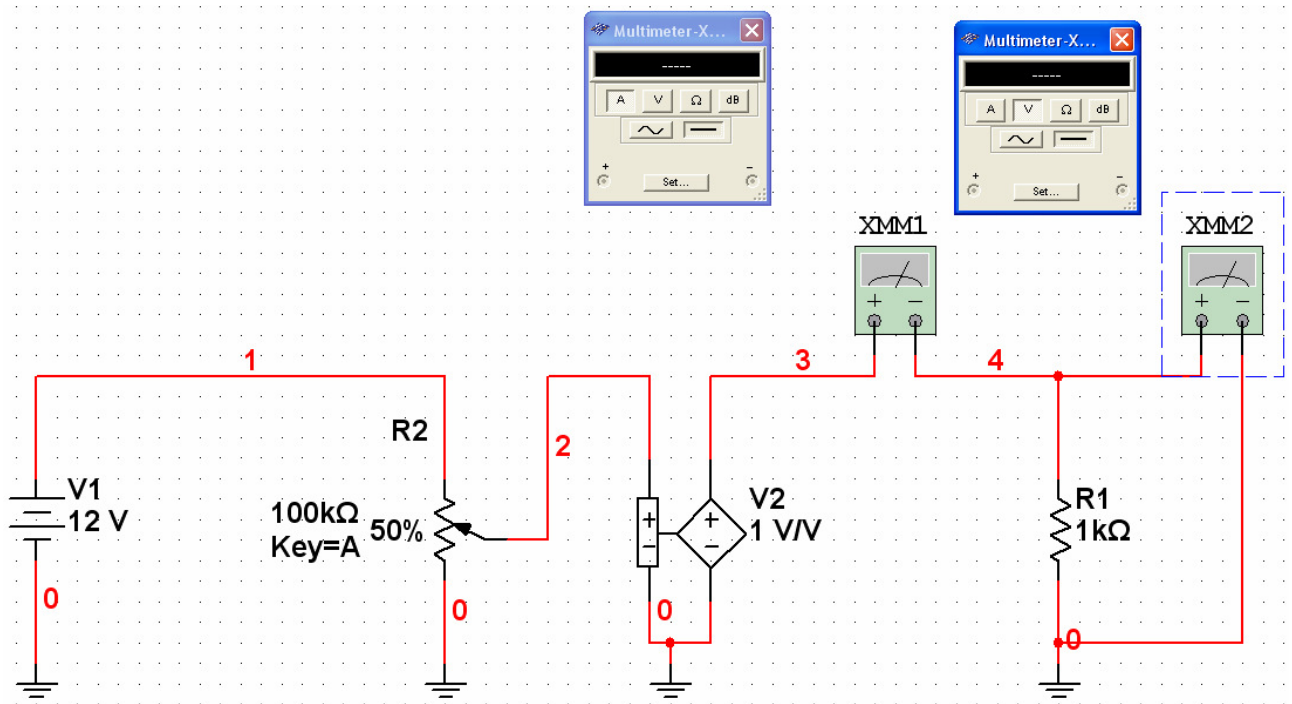 Multimeter-X...
-----
A V Ω dB
+ −
Set...
Multimeter-X...
-----
A V Ω dB
+ −
Set...
XMM1
+ −
XMM2
+ −
1
3
4
R2
2
V1
12 V
100kΩ
Key=A
50%
+
−
+
−
V2
1 V/V
R1
1kΩ
0
0
0
0